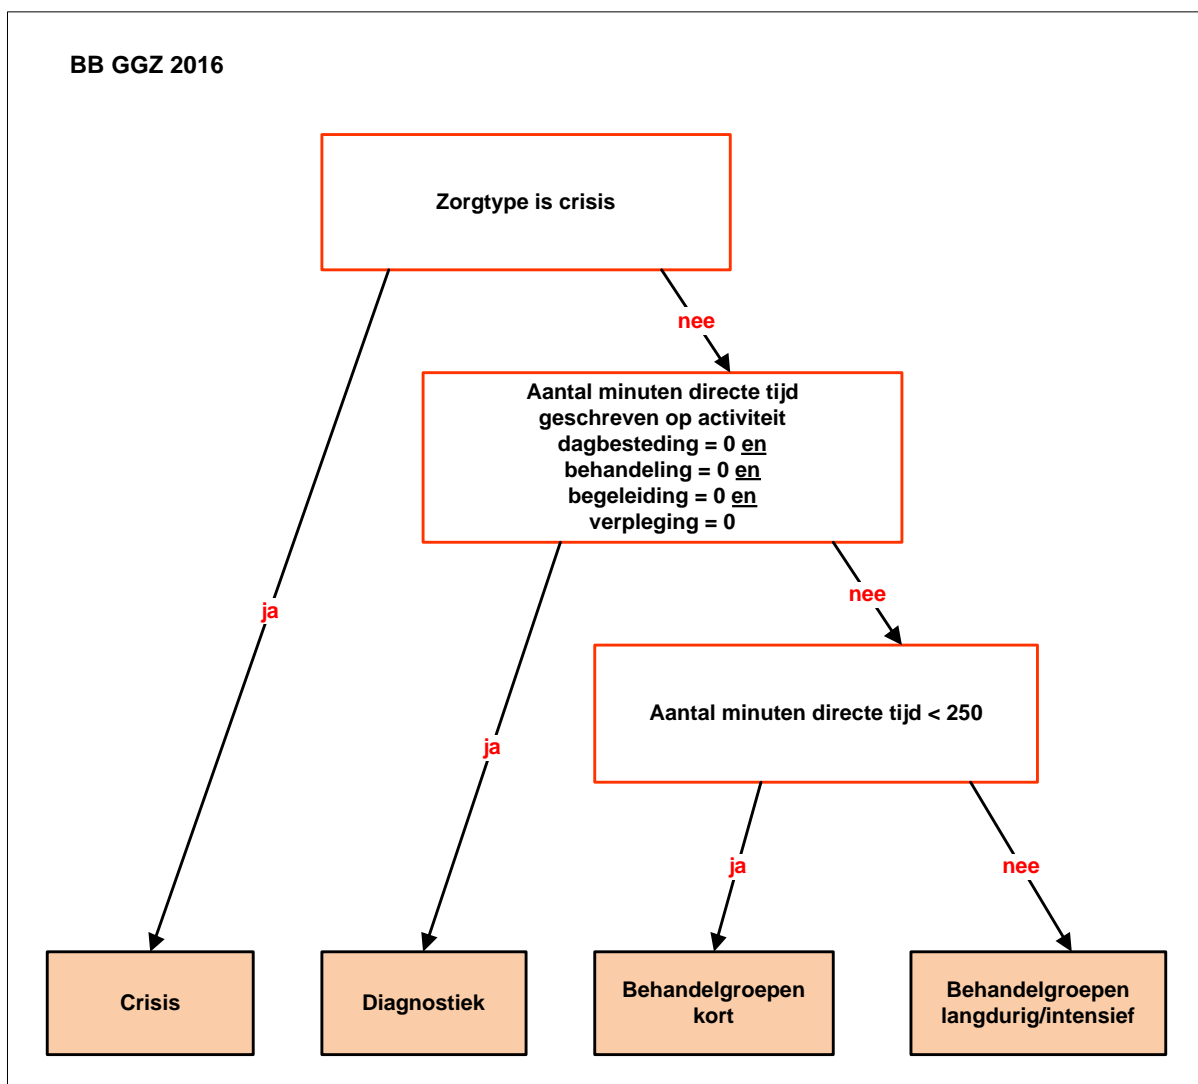 BB GGZ 2016
Zorgtype is crisis
nee
Aantal minuten directe tijd
geschreven op activiteit
dagbesteding = 0 en
behandeling = 0 en
begeleiding = 0 en
verpleging = 0
ja
nee
Aantal minuten directe tijd < 250
ja
ja
nee
Crisis
Diagnostiek
Behandelgroepen
kort
Behandelgroepen
langdurig/intensief